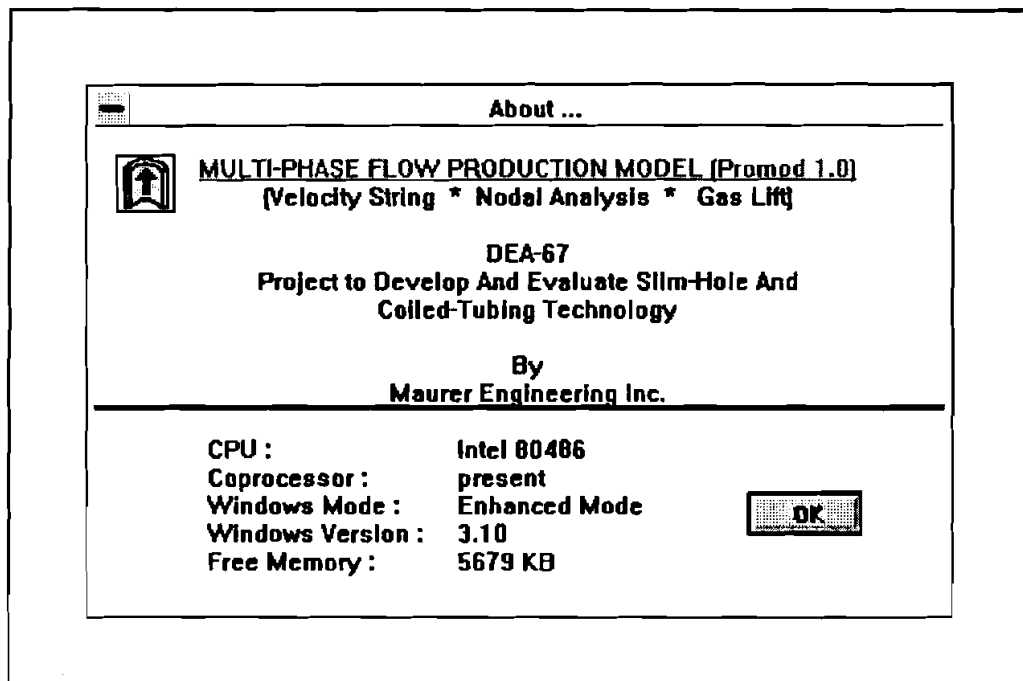 About ...
MULTI-PHASE FLOW PRODUCTION MODEL (Promod 1.0)
(Velocity String * Nodal Analysis * Gas Lift)
DEA-67
Project to Develop And Evaluate Slim-Hole And
Coiled-Tubing Technology
By
Maurer Engineering Inc.
CPU : Intel 80486
Coprocessor : present
Windows Mode : Enhanced Mode
Windows Version : 3.10
Free Memory : 5679 KB
OK